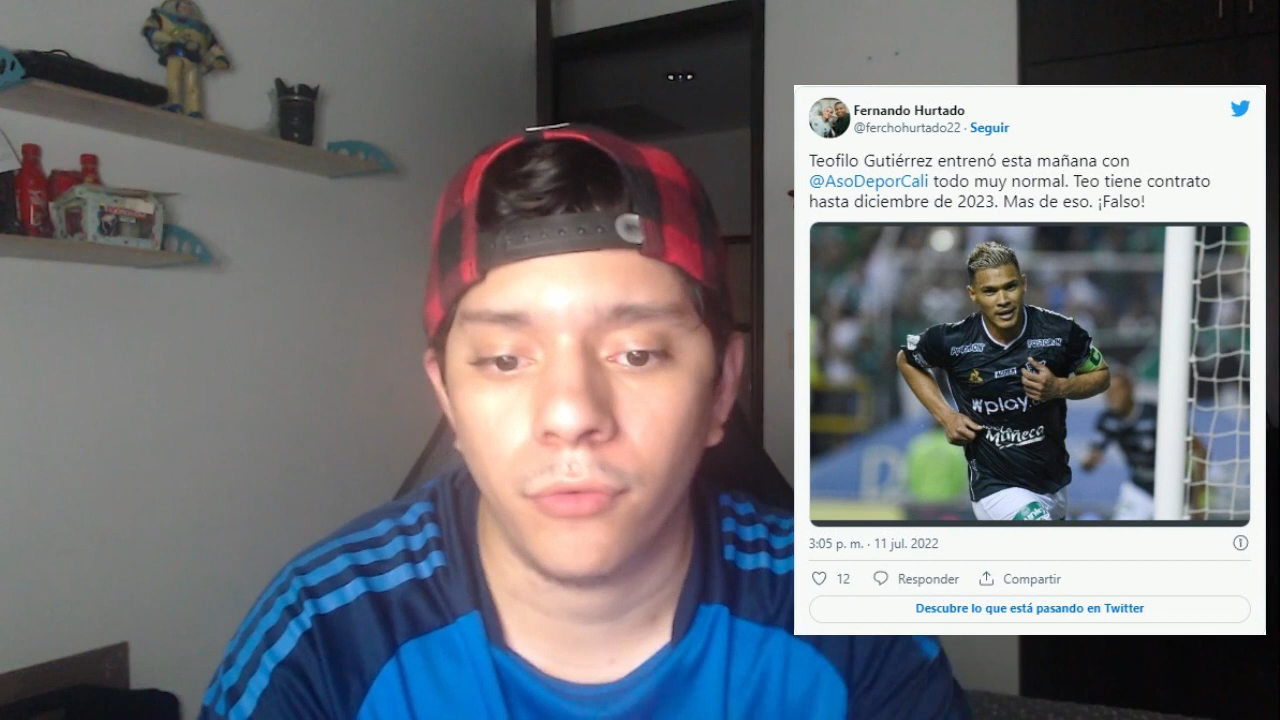 Fernando Hurtado
@ferchohurtado22 · Seguir
Teofilo Gutiérrez entrenó esta mañana con
@AsoDeporCali todo muy normal. Teo tiene contrato
hasta diciembre de 2023. Mas de eso. ¡Falso!
wplay.
Muñeca
3:05 p. m. · 11 jul. 2022
12
Responder
Compartir
Descubre lo que está pasando en Twitter